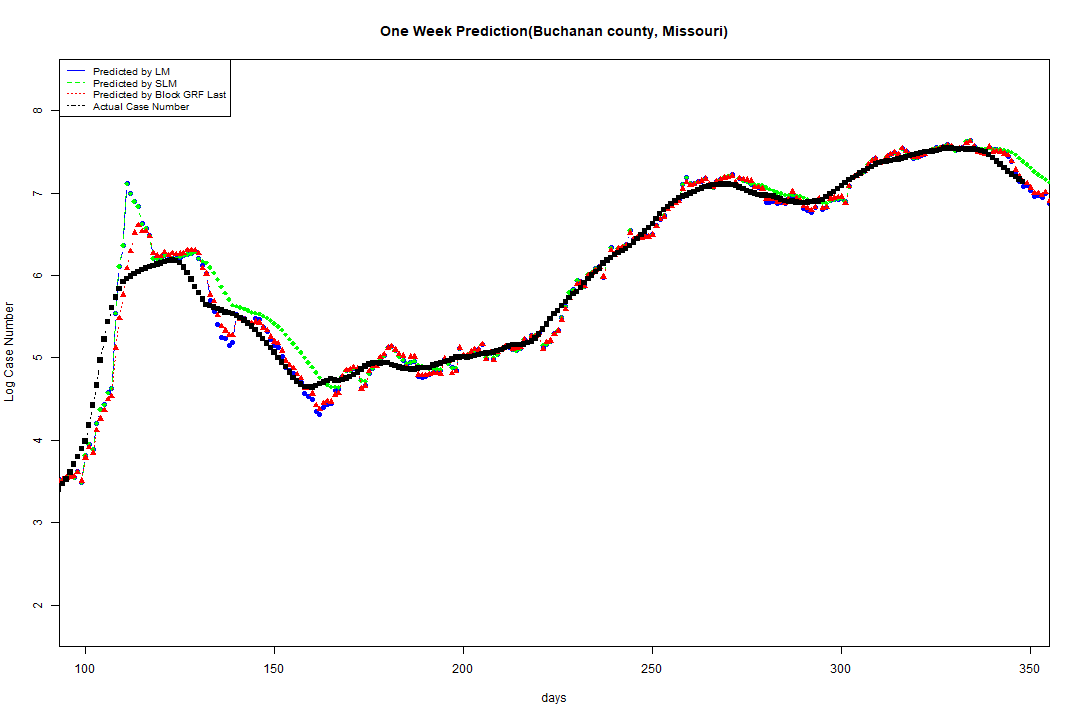 One Week Prediction(Buchanan county, Missouri)
Predicted by LM
Predicted by SLM
Predicted by Block GRF Last
Actual Case Number
8
7
6
5
4
3
2
Log Case Number
100 150 200 250 300 350
days